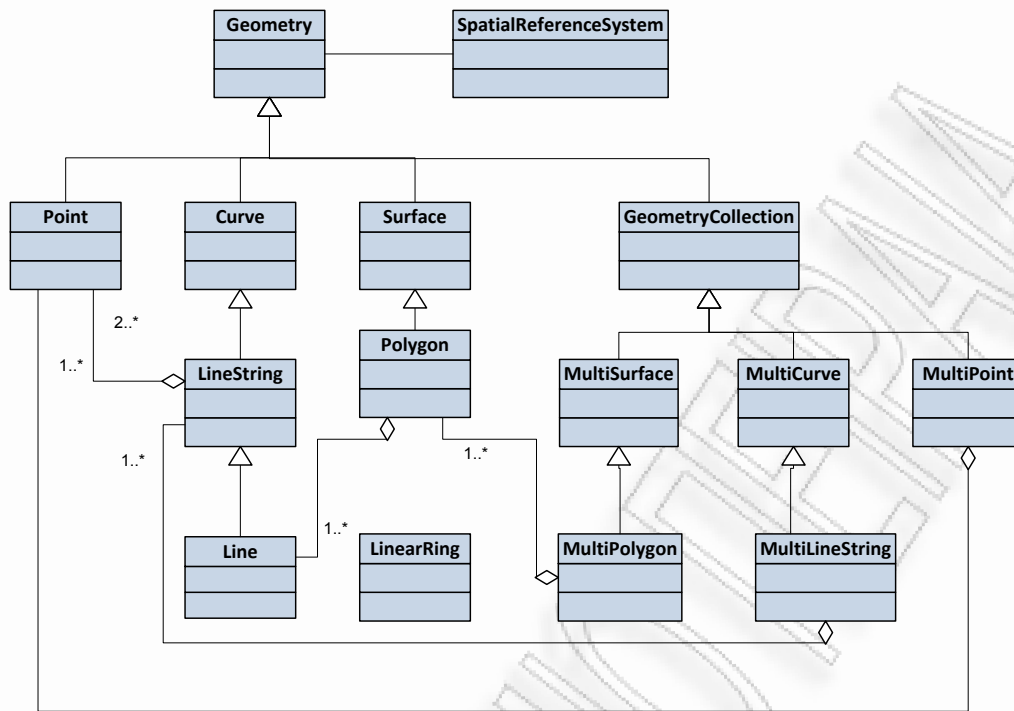 Geometry
SpatialReferenceSystem
Point
Curve
Surface
GeometryCollection
2..*
1..*
LineString
Polygon
MultiSurface
MultiCurve
MultiPoint
1..*
1..*
1..*
Line
LinearRing
MultiPolygon
MultiLineString